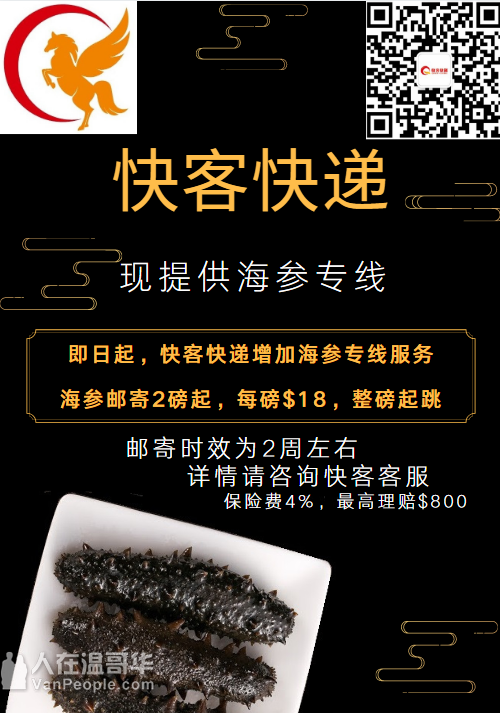 快客快递
现提供海参专线
即日起，快客快递增加海参专线服务
海参邮寄2磅起，每磅$18，整磅起跳
邮寄时效为2周左右
详情请咨询快客客服
保险费4%，最高理赔$800
人在温哥华
VanPeople.com